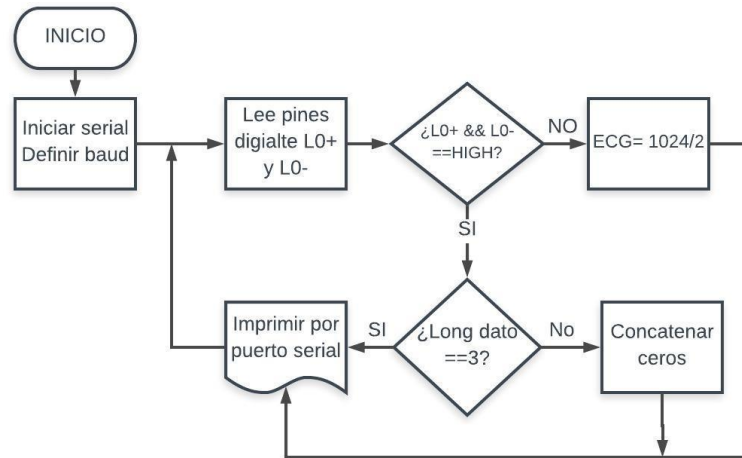 INICIO
Iniciar serial
Definir baud
Lee pines
digialte L0+
y L0-
¿L0+ && L0-
==HIGH?
NO
ECG= 1024/2
SI
Imprimir por
puerto serial
SI
¿Long dato
==3?
No
Concatenar
ceros